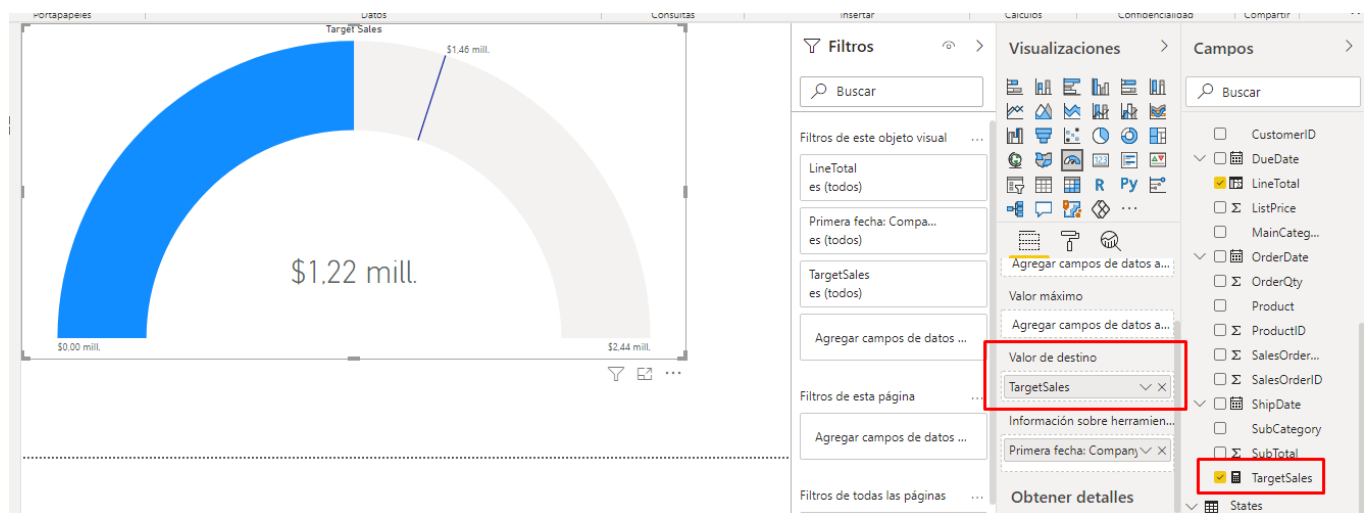 Portapapeles
Datos
Consultas
Insertar
Cálculos
Confidencialidad
Compartir
Target Sales
$1,46 mill.
$1,22 mill.
$0,00 mill.
$2,44 mill.
Filtros
Buscar
Filtros de este objeto visual ...
LineTotal
es (todos)
Primera fecha: Compa...
es (todos)
TargetSales
es (todos)
Agregar campos de datos ...
Filtros de esta página ...
Agregar campos de datos ...
Filtros de todas las páginas ...
Visualizaciones
123
R Py
...
Agregar campos de datos a...
Valor máximo
Agregar campos de datos a...
Valor de destino
TargetSales
Información sobre herramien...
Primera fecha: Company
Obtener detalles
Campos
Buscar
CustomerID
DueDate
LineTotal
ListPrice
MainCateg...
OrderDate
OrderQty
Product
ProductID
SalesOrder...
SalesOrderID
ShipDate
SubCategory
SubTotal
TargetSales
States